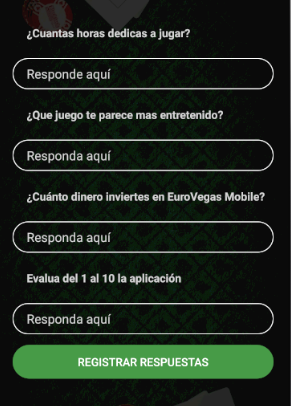 ¿Cuantas horas dedicas a jugar?
Responde aquí
¿Que juego te parece mas entretenido?
Responda aquí
¿Cuánto dinero inviertes en EuroVegas Mobile?
Responda aquí
Evalua del 1 al 10 la aplicación
Responda aquí
REGISTRAR RESPUESTAS